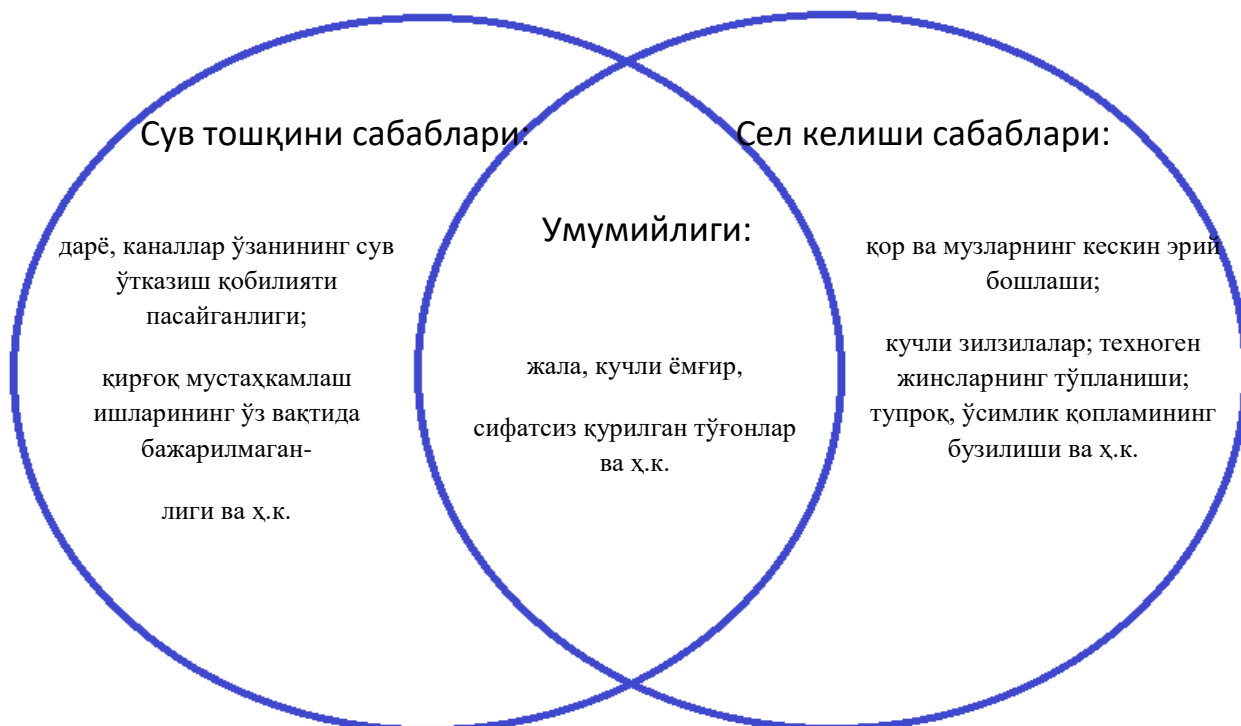 Сув тошқини сабаблари:
дарё, каналлар ўзанининг сув
ўтказиш қобилияти
пасайганлиги;
қирғоқ мустаҳкамлаш
ишларининг ўз вақтида
бажарилмаган-
лиги ва ҳ.к.
Умумийлиги:
жала, кучли ёмғир,
сифатсиз қурилган тўғонлар
ва ҳ.к.
Сел келиши сабаблари:
қор ва музларнинг кескин эрий
бошлаши;
кучли зилзилалар; техноген
жинсларнинг тўпланиши;
тупроқ, ўсимлик қопламининг
бузилиши ва ҳ.к.